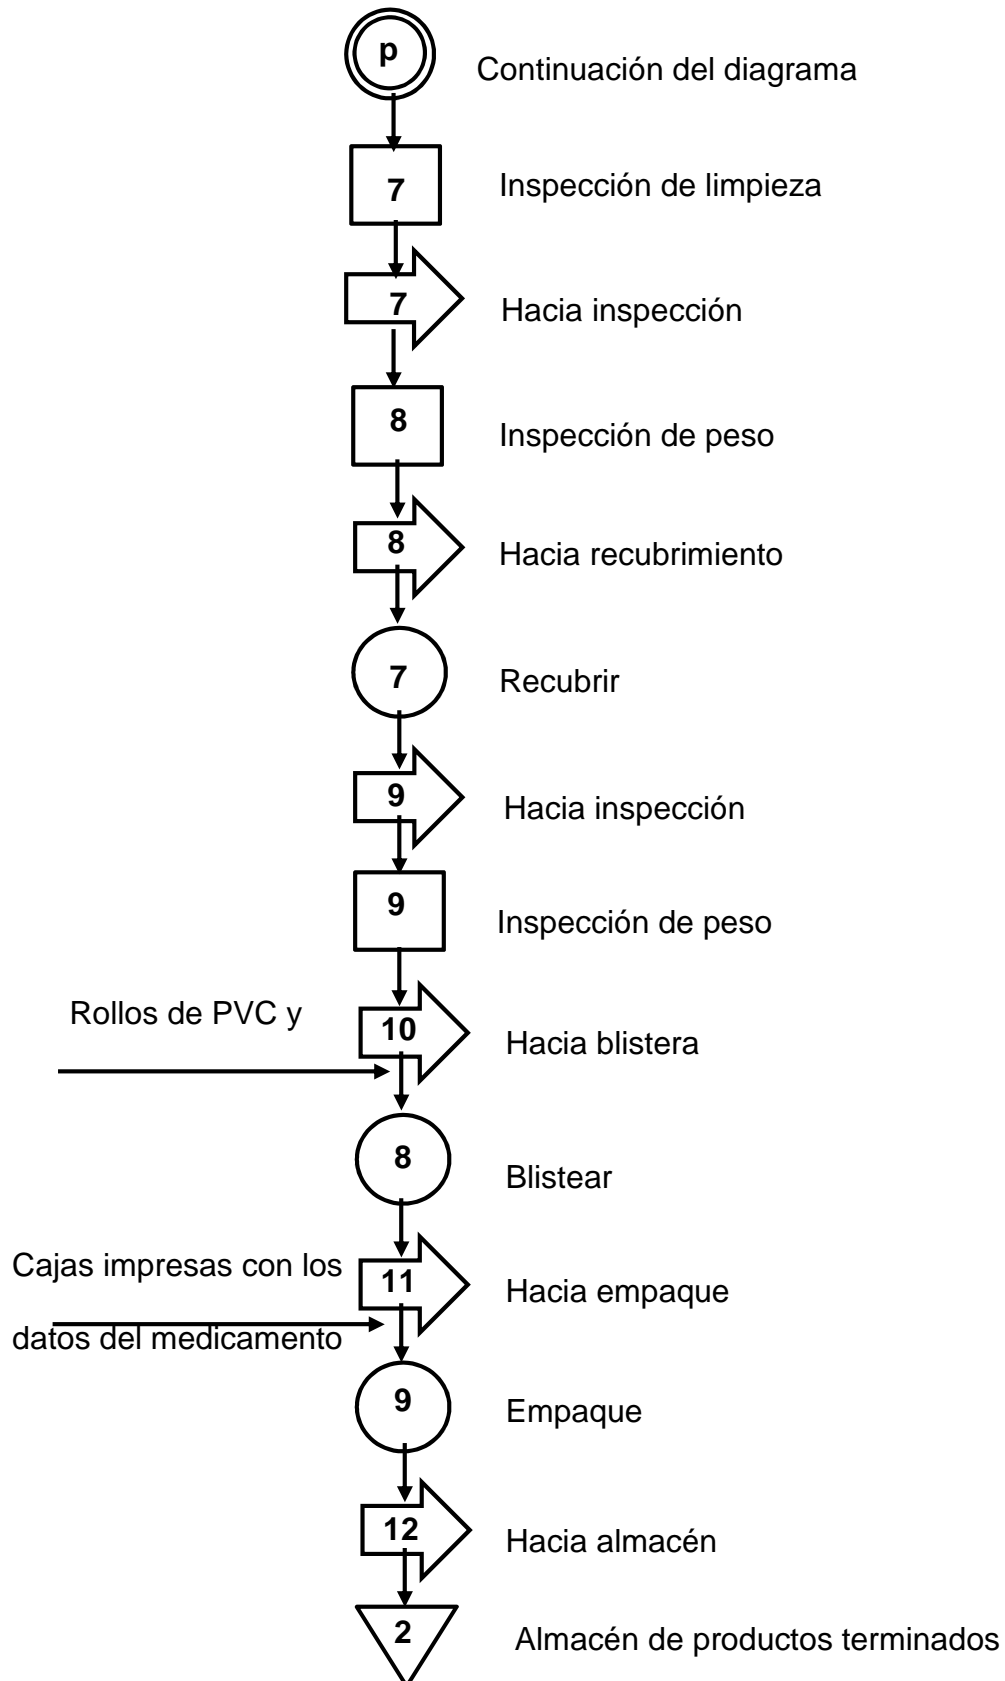 p
Continuación del diagrama
7
Inspección de limpieza
7
Hacia inspección
8
Inspección de peso
8
Hacia recubrimiento
7
Recubrir
9
Hacia inspección
9
Inspección de peso
Rollos de PVC y
10
Hacia blistera
8
Blistear
Cajas impresas con los
datos del medicamento
11
Hacia empaque
9
Empaque
12
Hacia almacén
2
Almacén de productos terminados